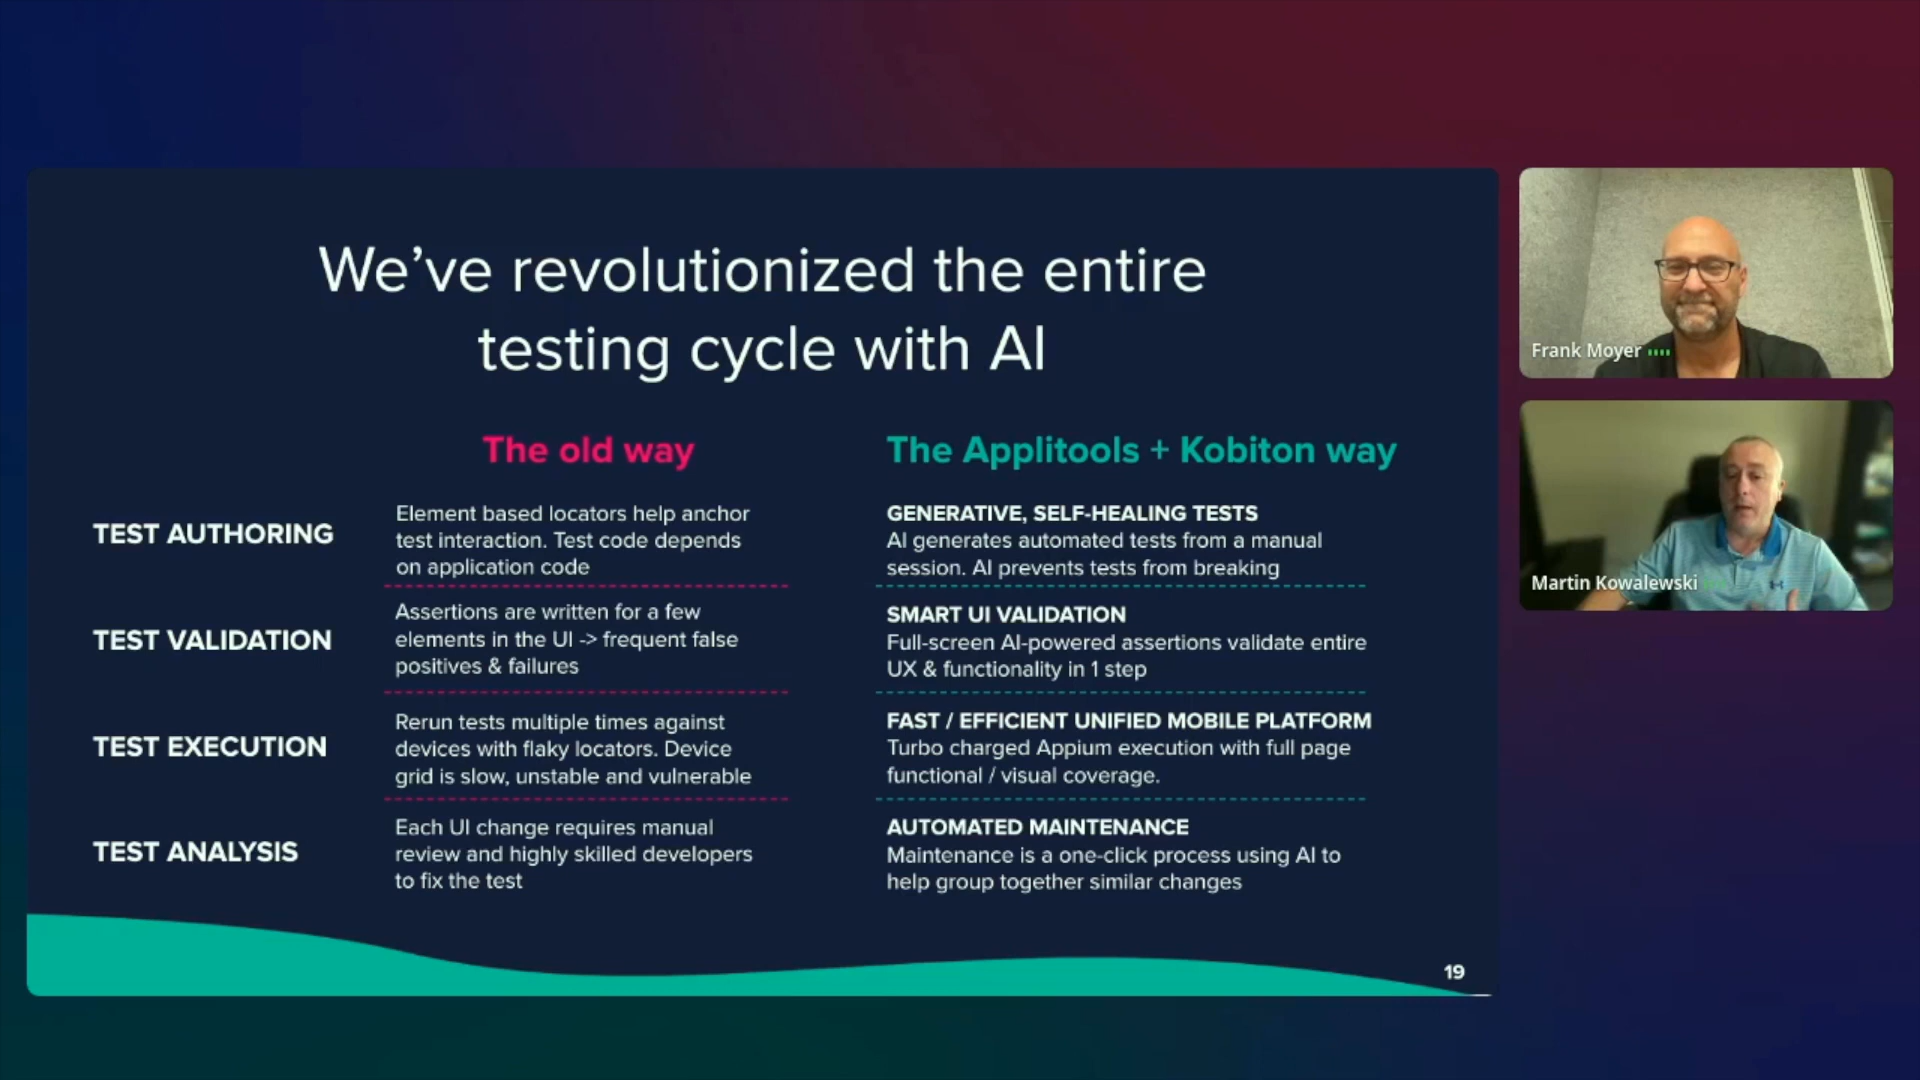 We've revolutionized the entire
testing cycle with AI
The old way
The Applitools + Kobiton way
TEST AUTHORING
Element based locators help anchor
test interaction. Test code depends
on application code
GENERATIVE, SELF-HEALING TESTS
AI generates automated tests from a manual
session. AI prevents tests from breaking
TEST VALIDATION
Assertions are written for a few
elements in the UI -> frequent false
positives & failures
SMART UI VALIDATION
Full-screen AI-powered assertions validate entire
UX & functionality in 1 step
TEST EXECUTION
Rerun tests multiple times against
devices with flaky locators. Device
grid is slow, unstable and vulnerable
FAST / EFFICIENT UNIFIED MOBILE PLATFORM
Turbo charged Appium execution with full page
functional / visual coverage.
TEST ANALYSIS
Each UI change requires manual
review and highly skilled developers
to fix the test
AUTOMATED MAINTENANCE
Maintenance is a one-click process using AI to
help group together similar changes
19
Frank Moyer
Martin Kowalewski